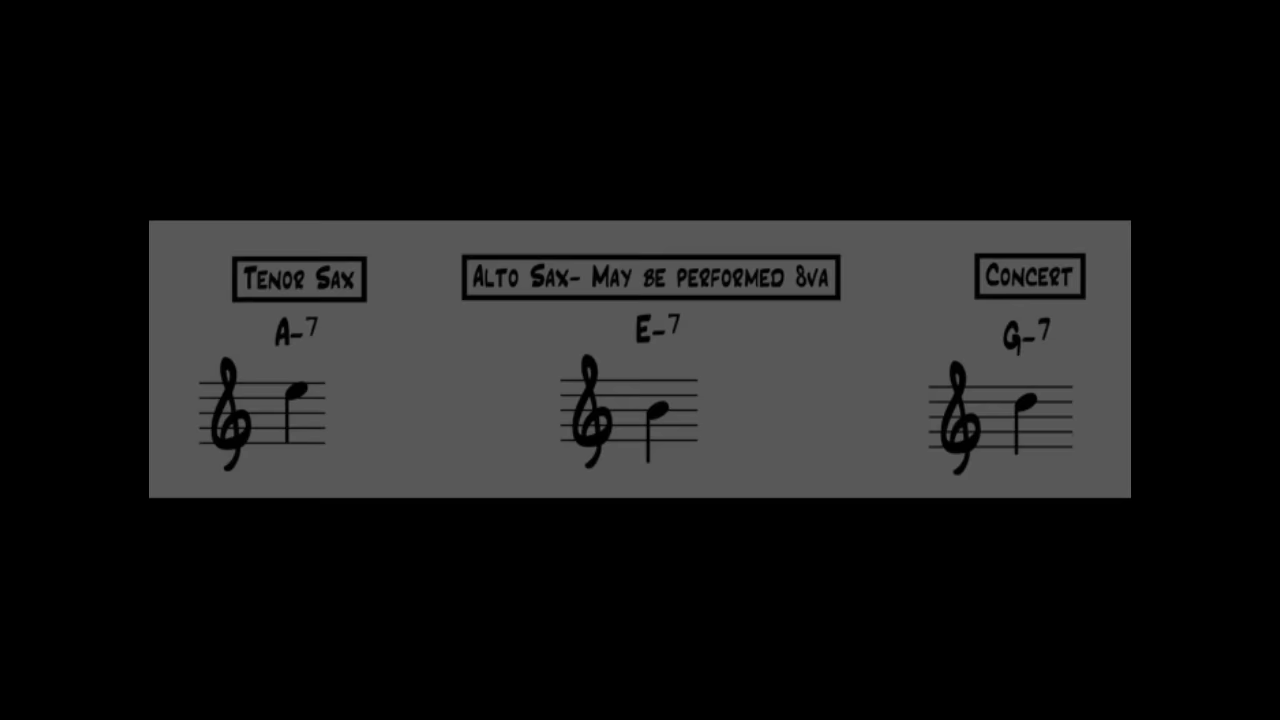 Tenor Sax
Alto Sax- May be performed 8va
Concert
A-7
E-7
G-7